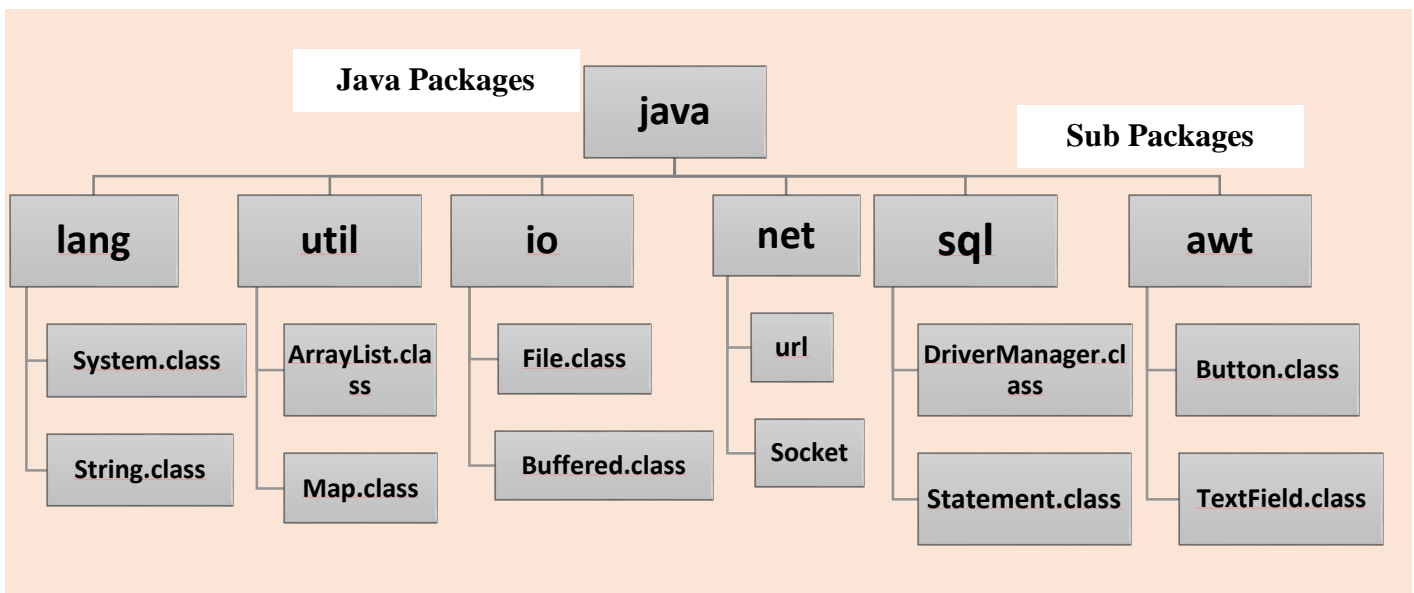 Java Packages
java
Sub Packages
lang
util
io
net
sql
awt
System.class
ArrayList.cla
ss
File.class
url
DriverManager.cl
ass
Button.class
String.class
Map.class
Buffered.class
Socket
Statement.class
TextField.class